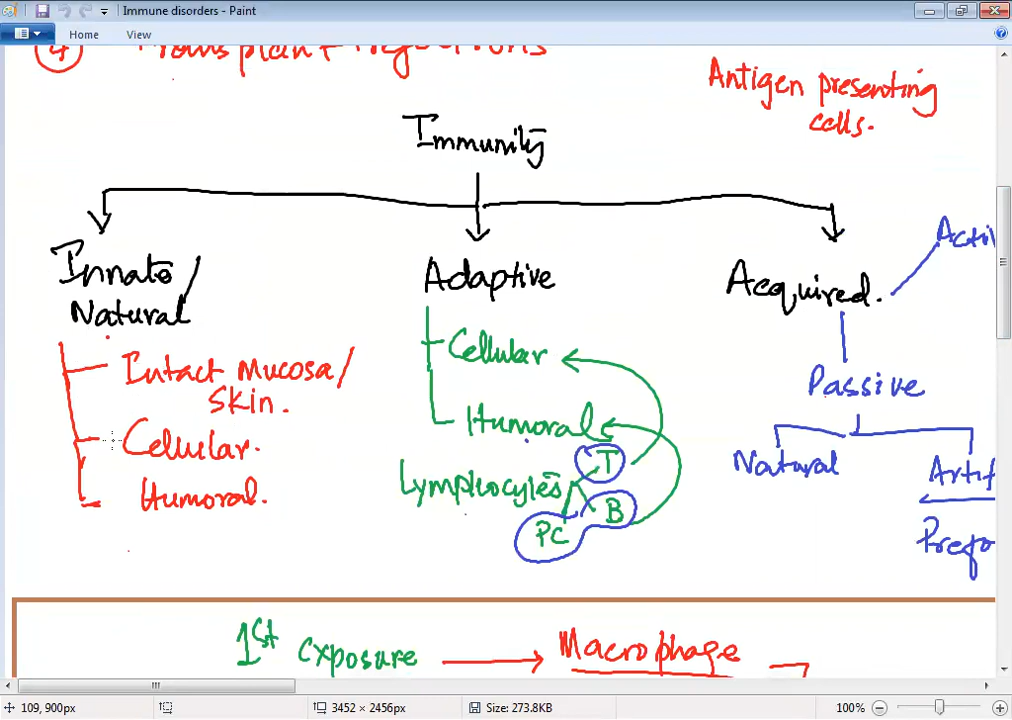 Immune disorders - Paint
Home View
Antigen presenting
cells.
Immunity
Innate /
Natural
Adaptive
Acquired.
Intact Mucosa /
Skin.
Cellular.
Humoral.
Cellular
Humoral
Lymphocytes
T
B
PC
Passive
Natural
1st exposure
Macrophage
109, 900px
3452 × 2456px
Size: 273.8KB
100%